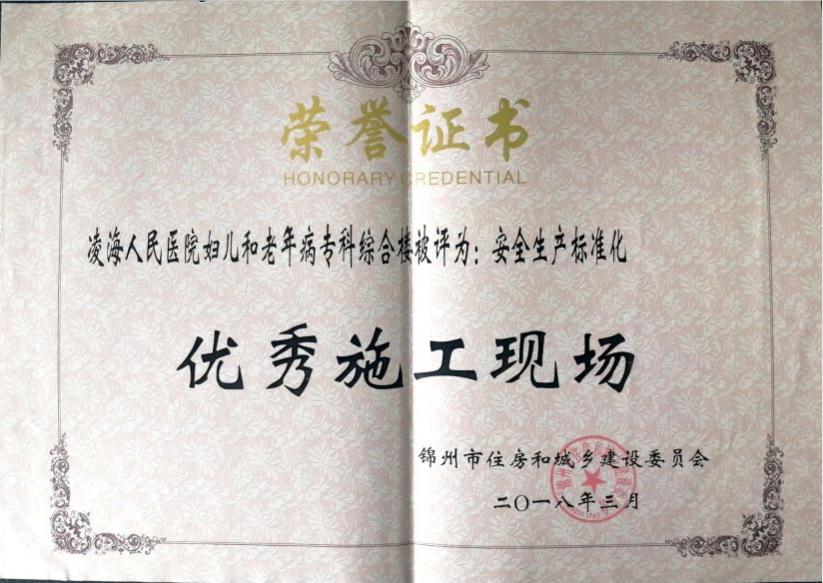 荣誉证书
HONORARY CREDENTIAL
凌海人民医院妇儿和老年病专科综合楼被评为：安全生产标准化
优秀施工现场
锦州市住房和城乡建设委员会
二〇一八年三月